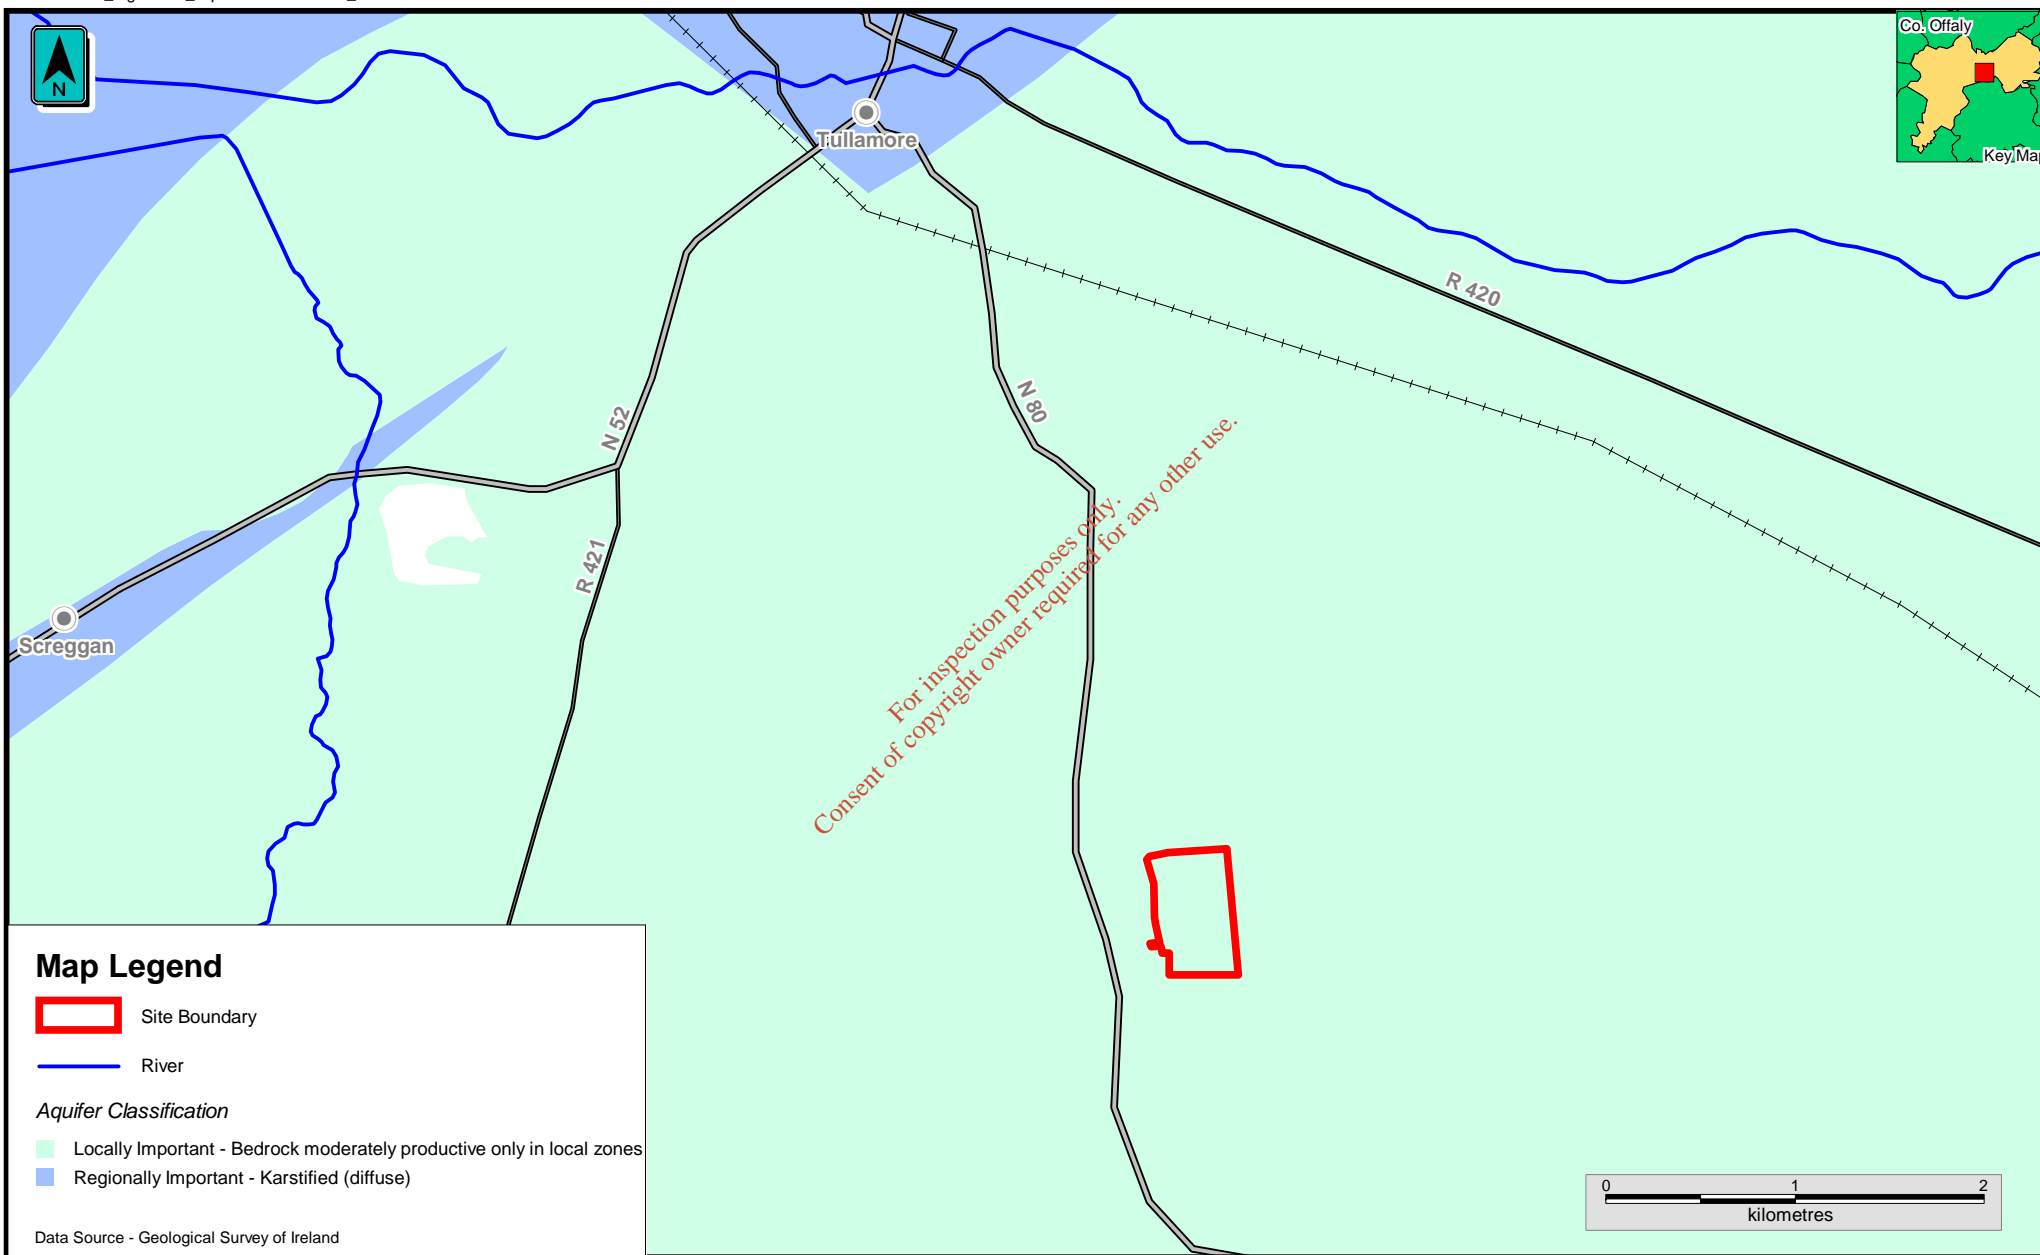 N
Co. Offaly
Key Map
Tullamore
R 420
N 80
N 52
R 421
Screggan
For inspection purposes only.
Consent of copyright owner required for any other use.
Map Legend
Site Boundary
River
Aquifer Classification
Locally Important - Bedrock moderately productive only in local zones
Regionally Important - Karstified (diffuse)
Data Source - Geological Survey of Ireland
0 1 2
kilometres